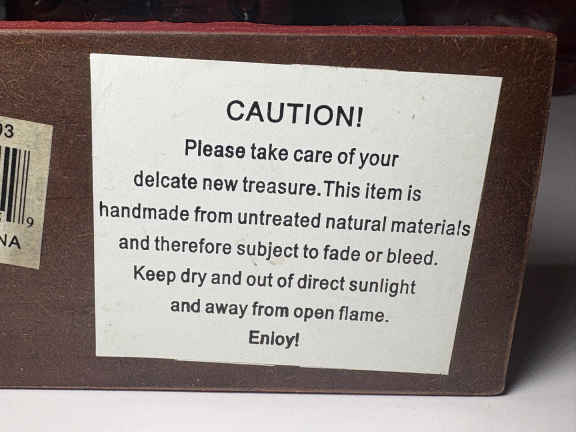 03
9
NA
CAUTION!
Please take care of your
delcate new treasure.This item is
handmade from untreated natural materials
and therefore subject to fade or bleed.
Keep dry and out of direct sunlight
and away from open flame.
Enioy!